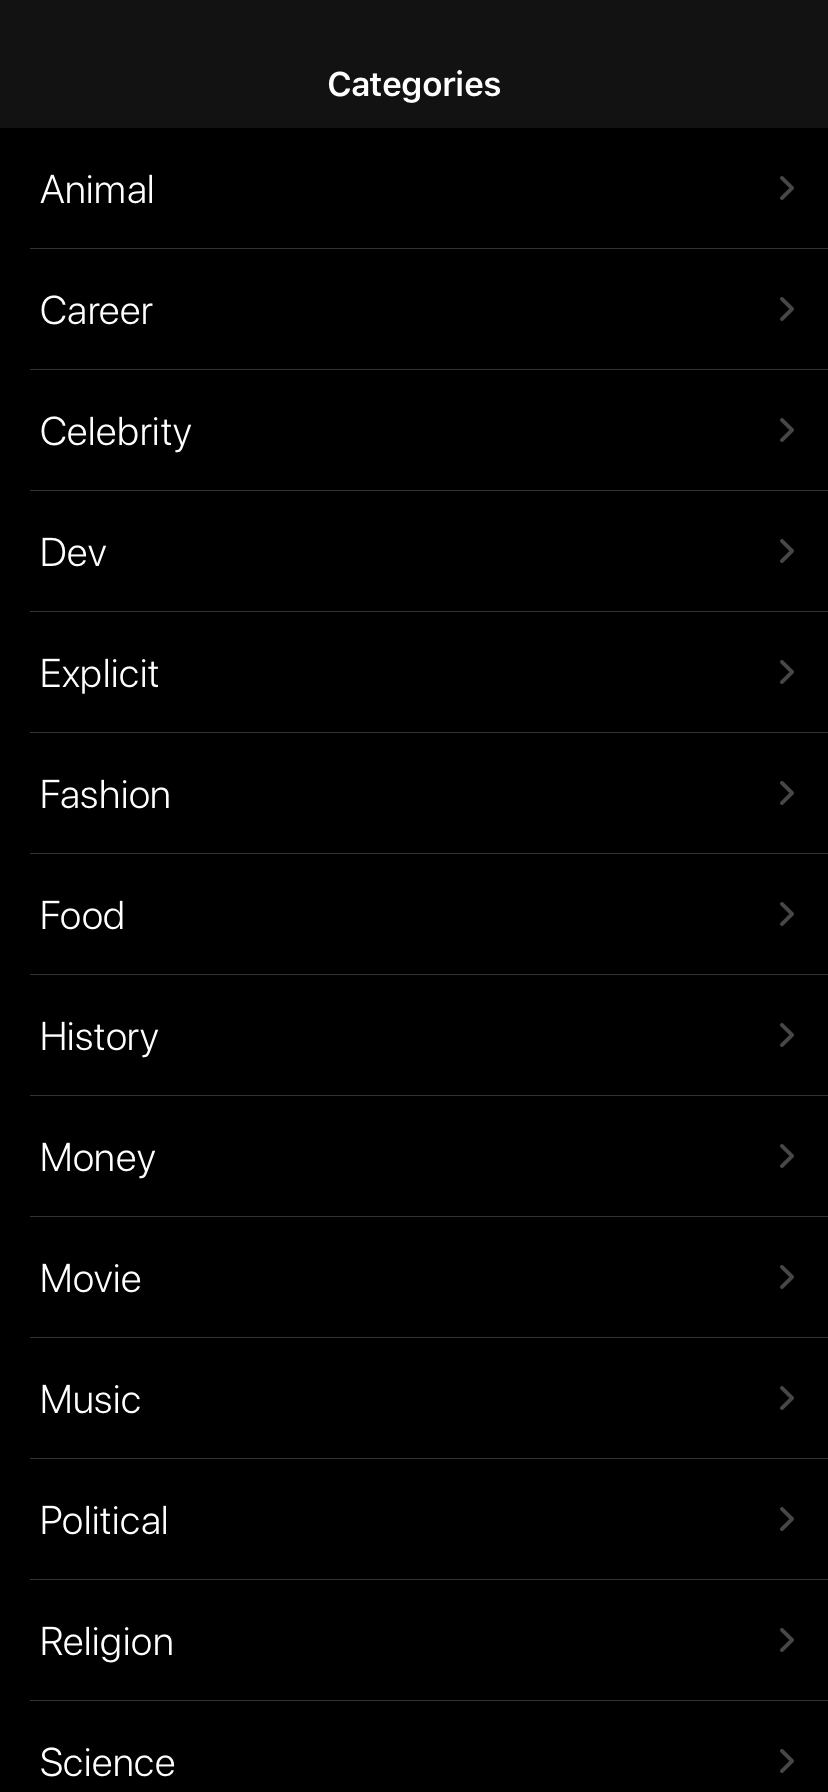 Categories
Animal
Career
Celebrity
Dev
Explicit
Fashion
Food
History
Money
Movie
Music
Political
Religion
Science